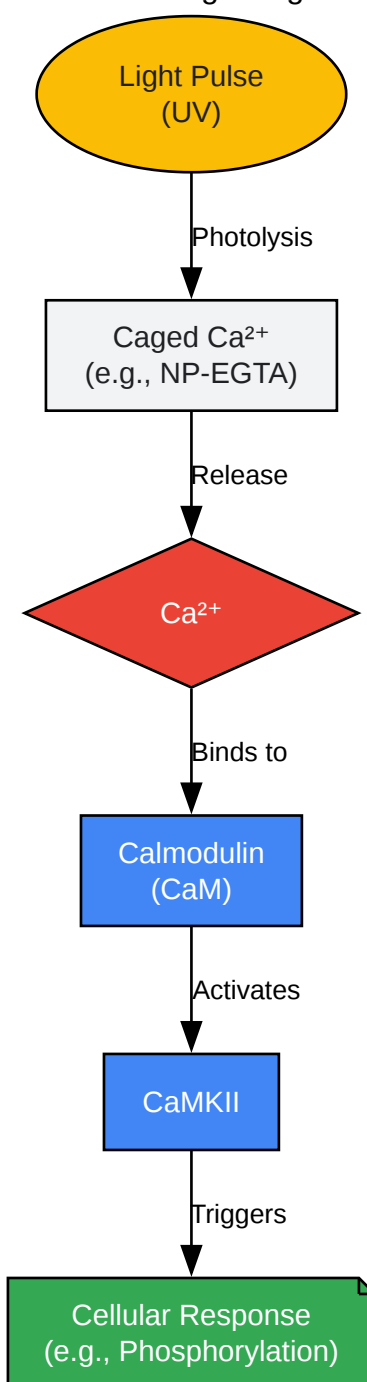 Light Pulse
(UV)
Photolysis
Caged Ca²⁺
(e.g., NP-EGTA)
Release
Ca²⁺
Binds to
Calmodulin
(CaM)
Activates
CaMKII
Triggers
Cellular Response
(e.g., Phosphorylation)